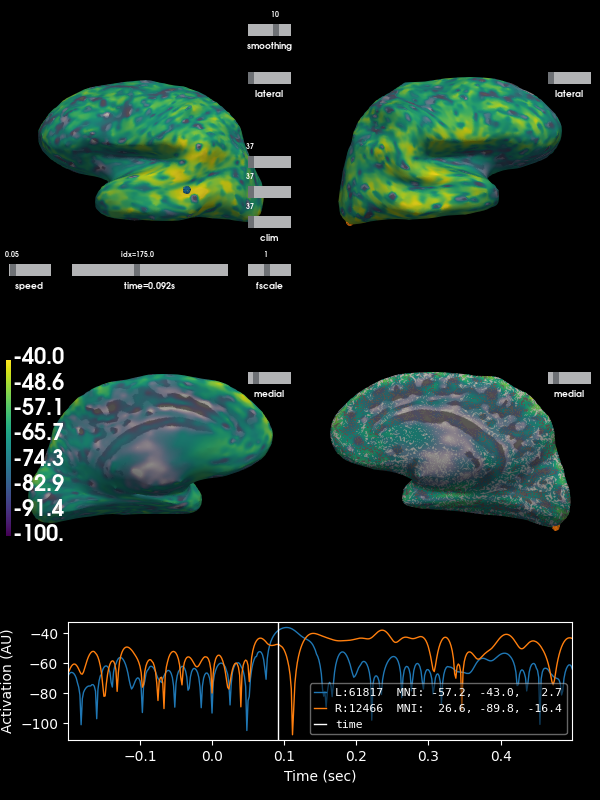 10
smoothing
lateral
lateral
37
37
37
clim
0.05
idx=175.0
1
speed
time=0.092s
fscale
-40.0
-48.6
-57.1
-65.7
-74.3
-82.9
-91.4
-100.
medial
medial
Activation (AU)
−40
−60
−80
−100
L:61817 MNI: -57.2, -43.0, 2.7
R:12466 MNI: 26.6, -89.8, -16.4
time
−0.1 0.0 0.1 0.2 0.3 0.4
Time (sec)